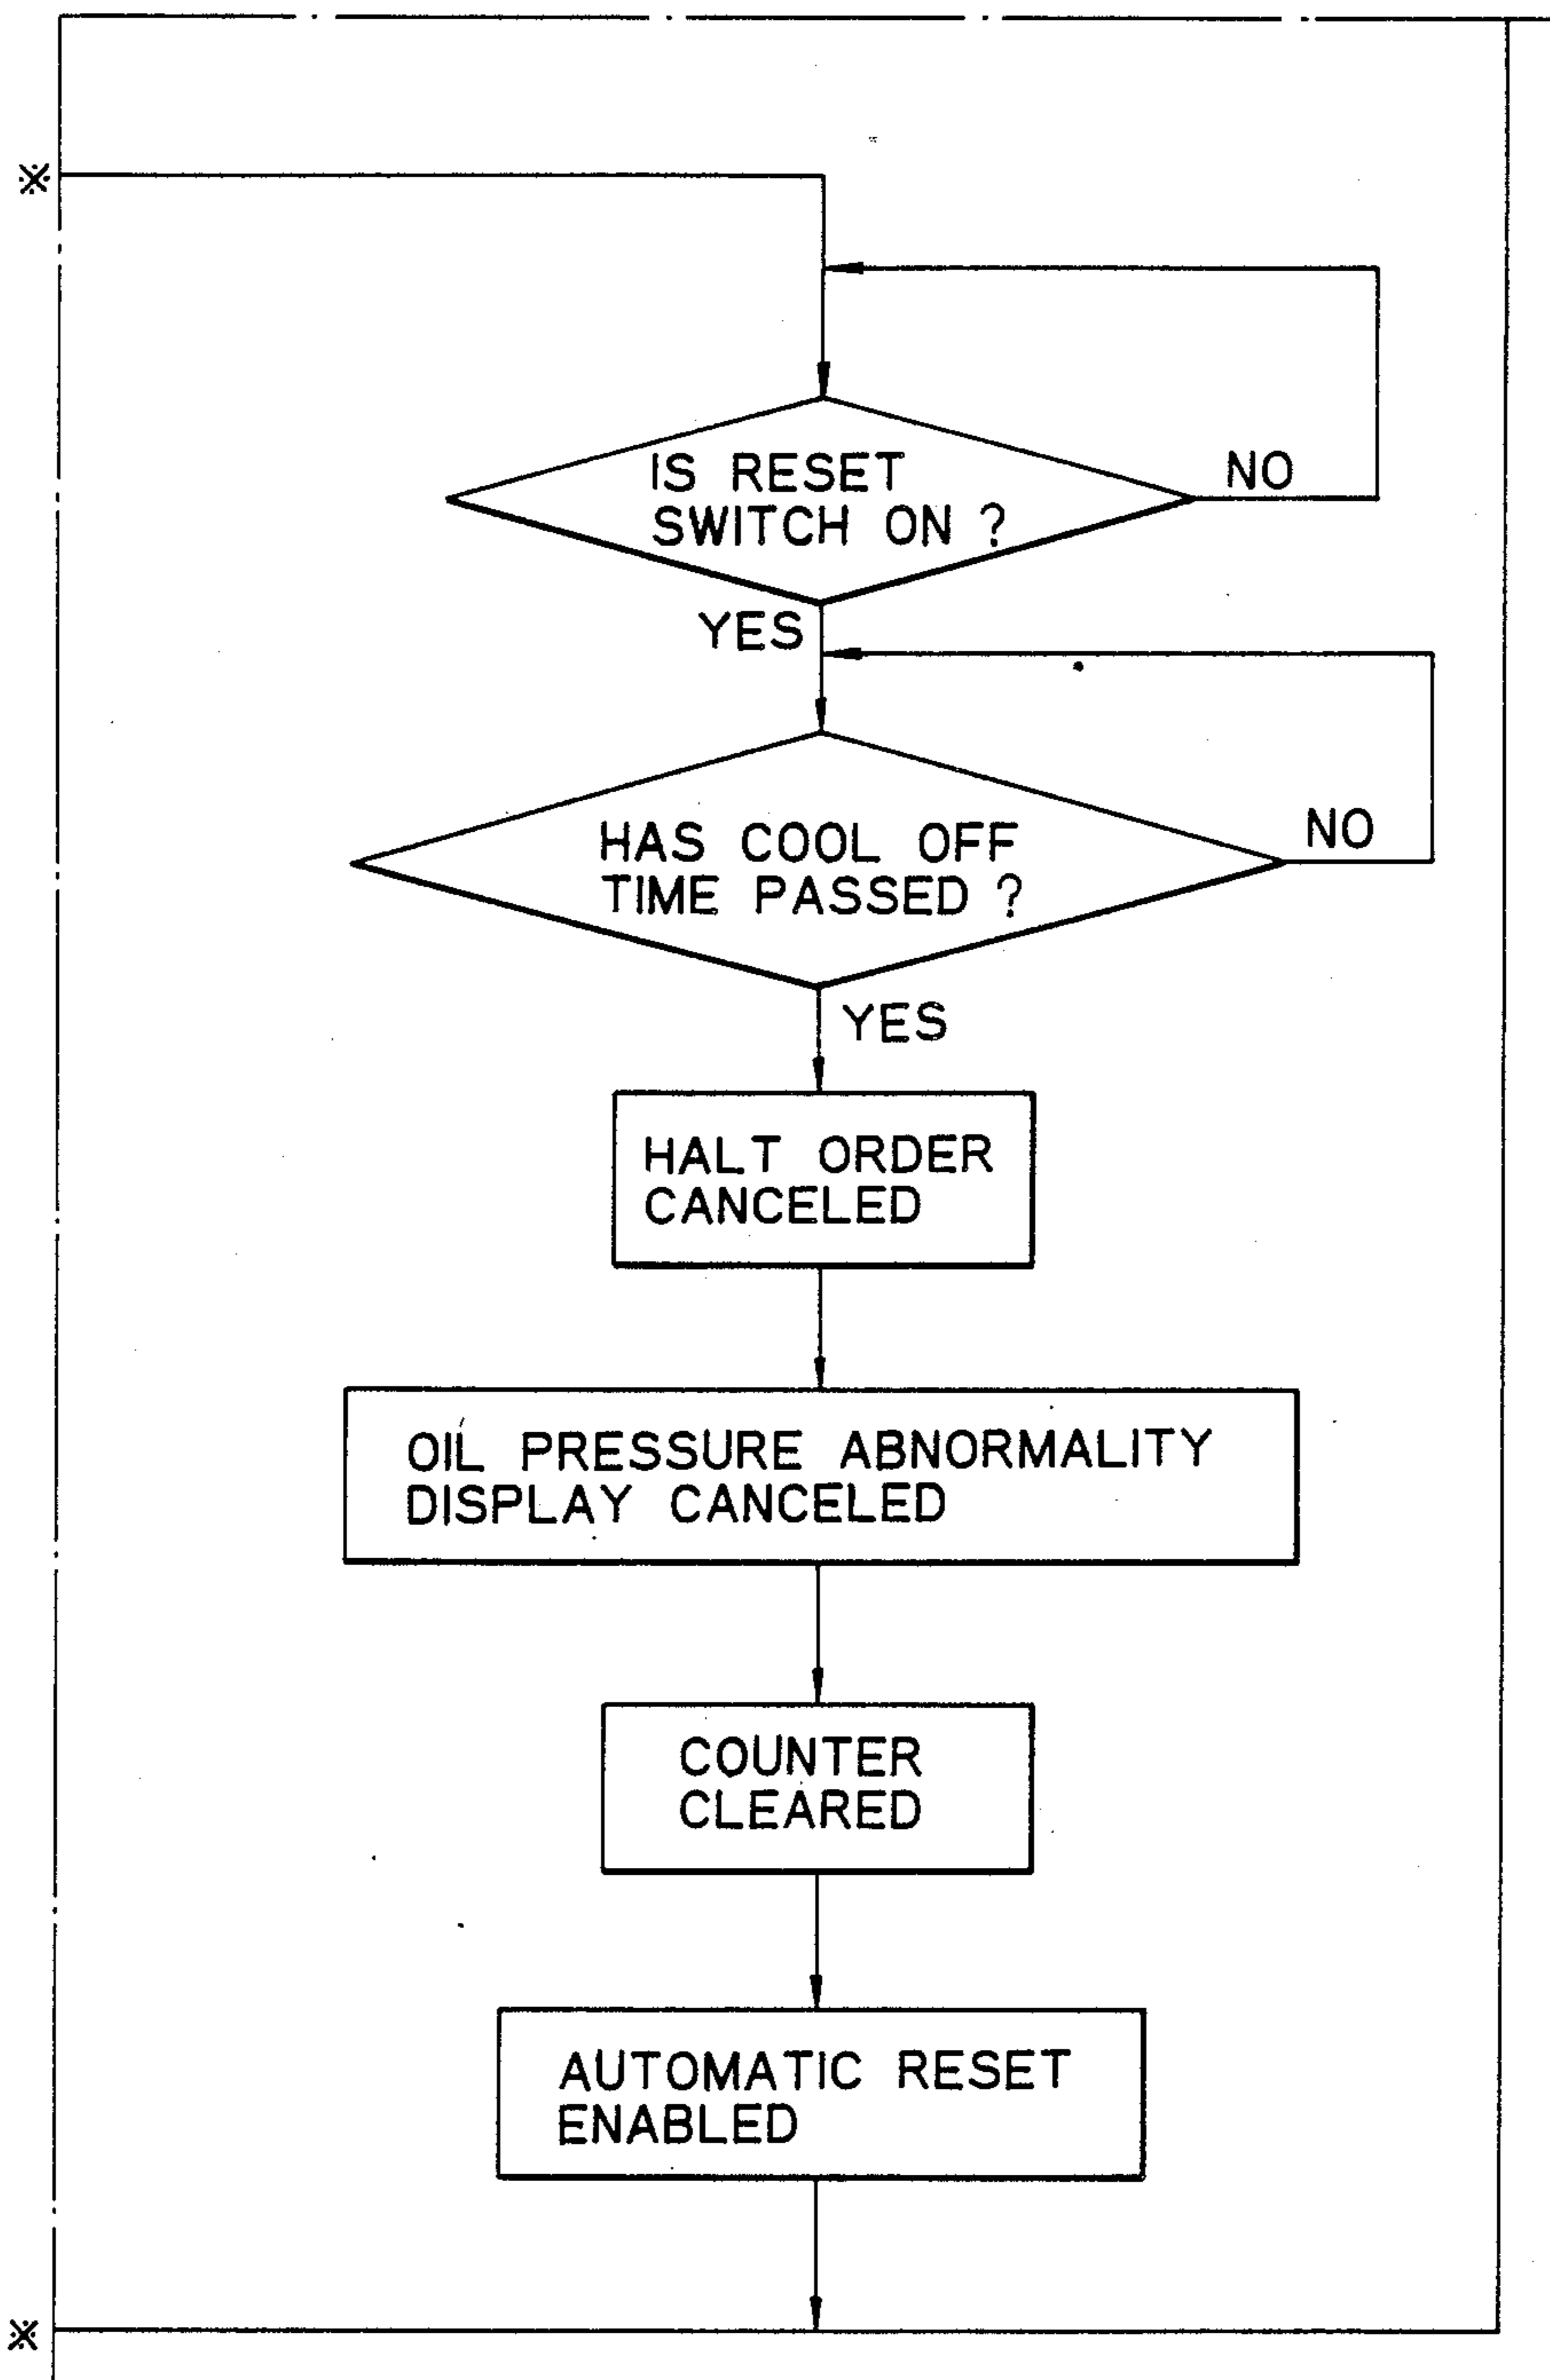 ※
IS RESET
SWITCH ON ?
NO
YES
HAS COOL OFF
TIME PASSED ?
NO
YES
HALT ORDER
CANCELED
OIL PRESSURE ABNORMALITY
DISPLAY CANCELED
COUNTER
CLEARED
AUTOMATIC RESET
ENABLED
※